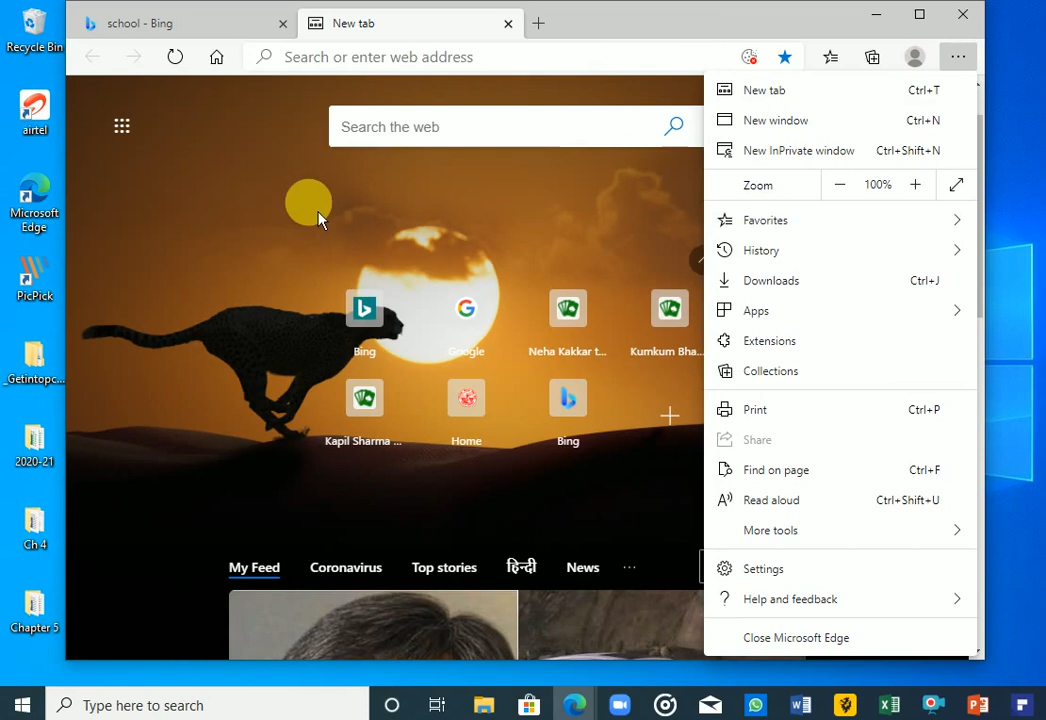 Recycle Bin
airtel
Microsoft
Edge
PicPick
_Getintopc...
2020-21
Ch 4
Chapter 5
school - Bing
New tab
Search or enter web address
Search the web
Bing
Google
Neha Kakkar t...
Kumkum Bha...
Kapil Sharma ...
Home
Bing
My Feed
Coronavirus
Top stories
हिन्दी
News
...
New tab Ctrl+T
New window Ctrl+N
New InPrivate window Ctrl+Shift+N
Zoom 100%
Favorites
History
Downloads Ctrl+J
Apps
Extensions
Collections
Print Ctrl+P
Share
Find on page Ctrl+F
Read aloud Ctrl+Shift+U
More tools
Settings
Help and feedback
Close Microsoft Edge
Type here to search